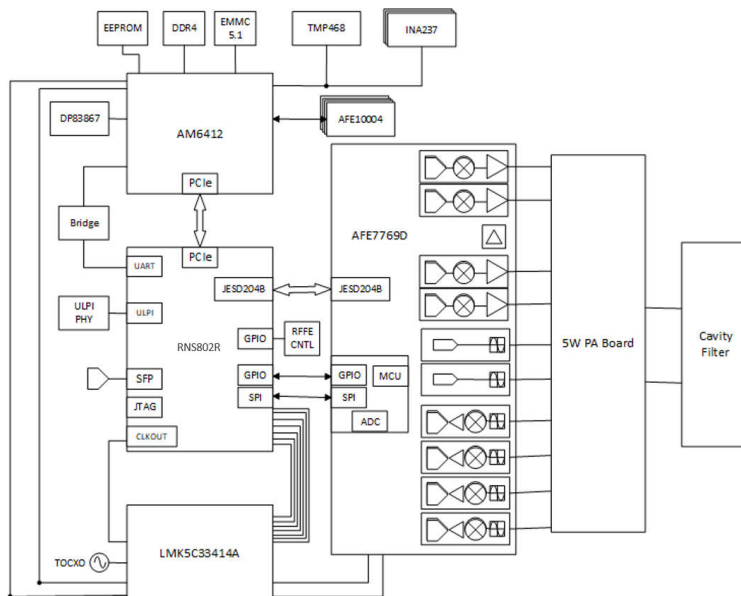 EEPROM
DDR4
EMMC
5.1
TMP468
INA237
DP83867
AM6412
AFE10004
PCIe
Bridge
AFE7769D
UART
PCIe
JESD204B
JESD204B
ULPI
PHY
ULPI
RNS802R
GPIO
RFFE
CNTL
5W PA Board
Cavity
Filter
SFP
GPIO
GPIO
MCU
JTAG
SPI
SPI
ADC
CLKOUT
LMK5C33414A
TOCXO